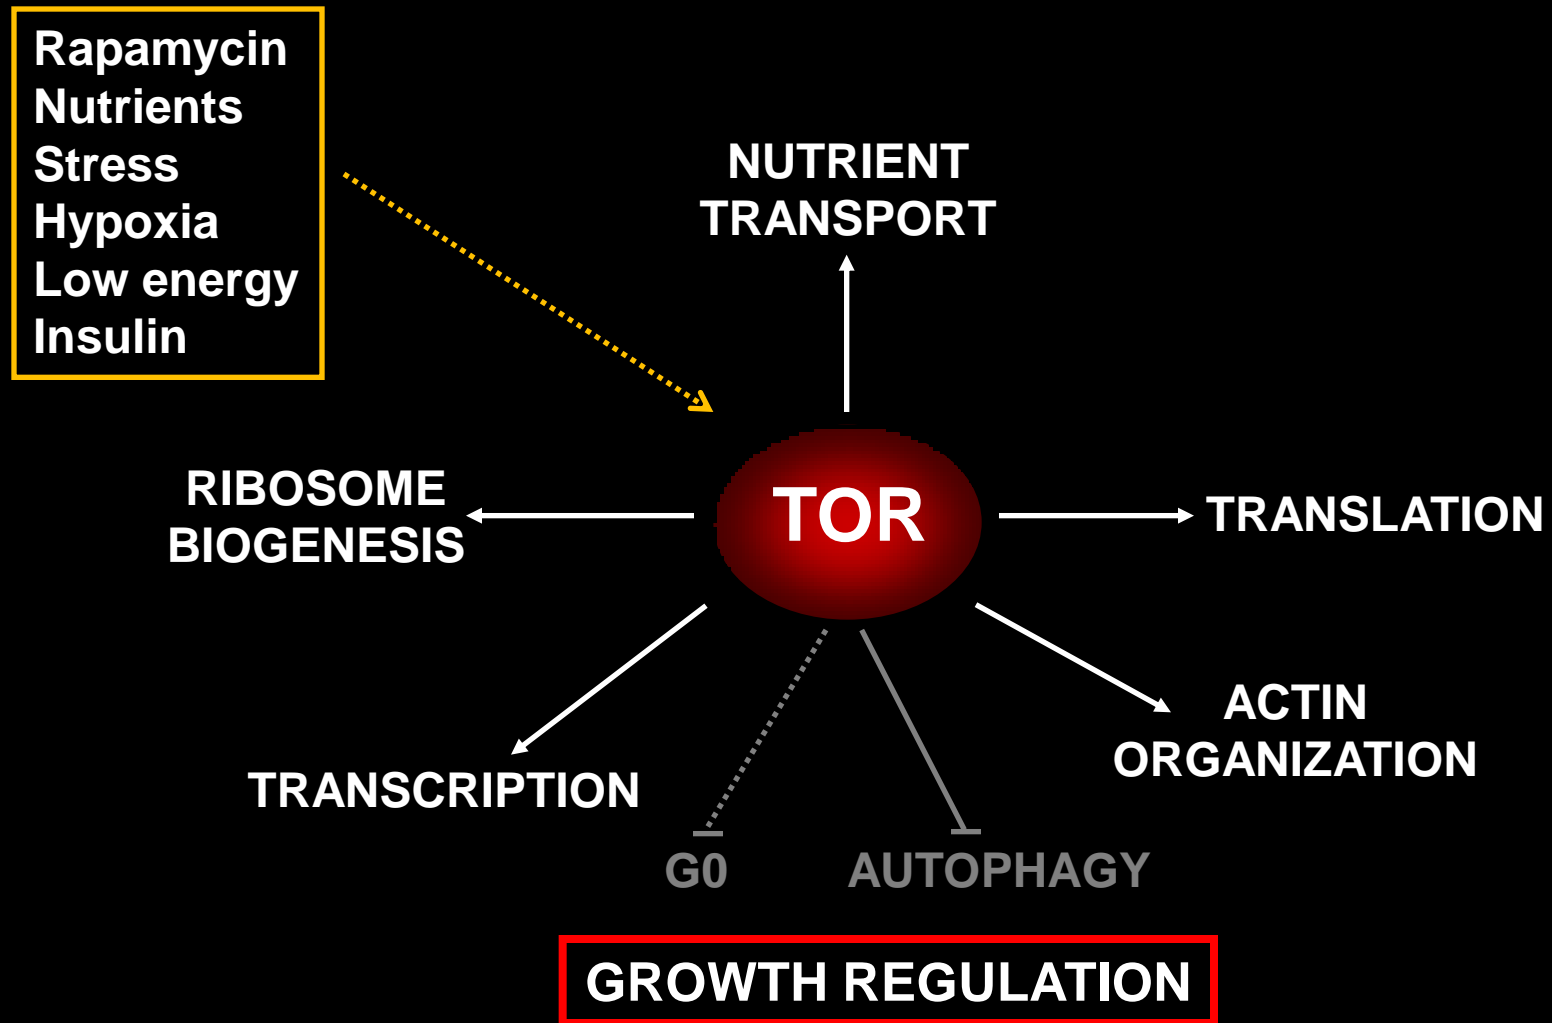 Rapamycin
Nutrients
Stress
Hypoxia
Low energy
Insulin
NUTRIENT
TRANSPORT
RIBOSOME
BIOGENESIS
TOR
TRANSLATION
TRANSCRIPTION
ACTIN
ORGANIZATION
G0
AUTOPHAGY
GROWTH REGULATION